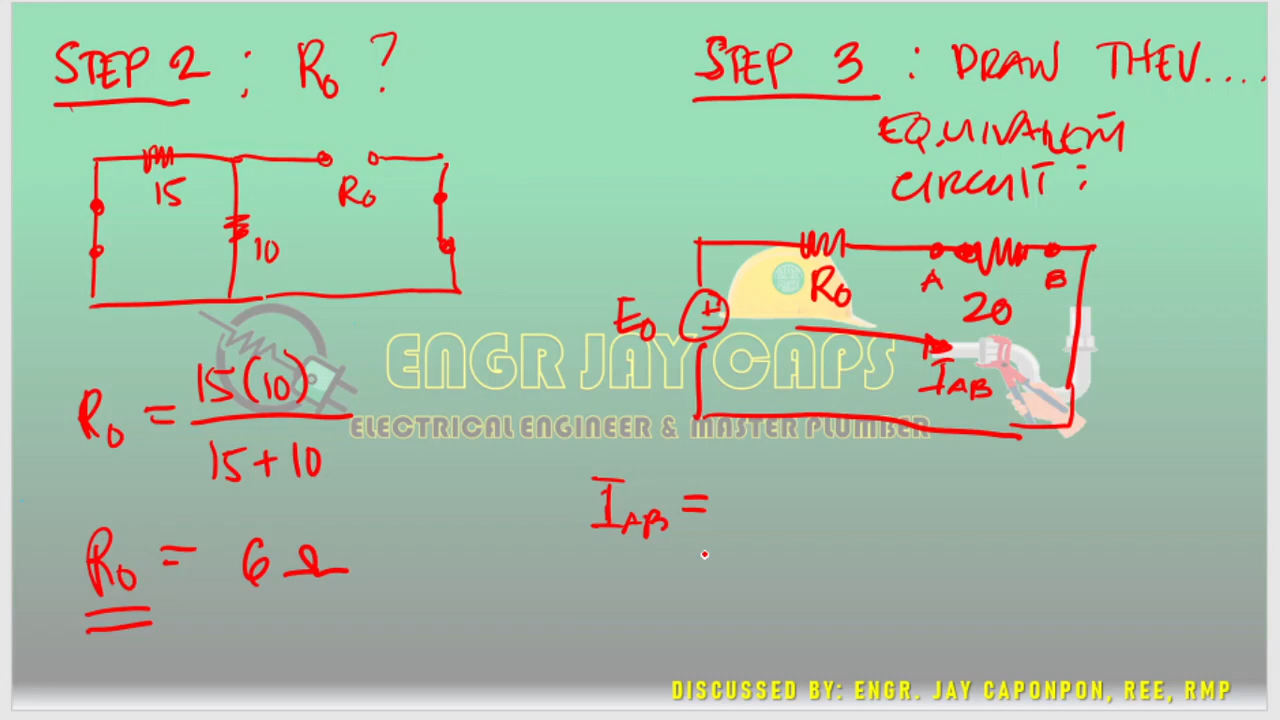 STEP 2 ; R0 ?
15
R0
10
R0 = 15(10) / 15+10
R0 = 6 Ω
STEP 3 : DRAW THEV....
EQUIVALENT
CIRCUIT :
R0
A
B
20
E0
+
-
IAB
IAB =
ENGR JAY CAPS
ELECTRICAL ENGINEER & MASTER PLUMBER
DISCUSSED BY: ENGR. JAY CAPONPON, REE, RMP